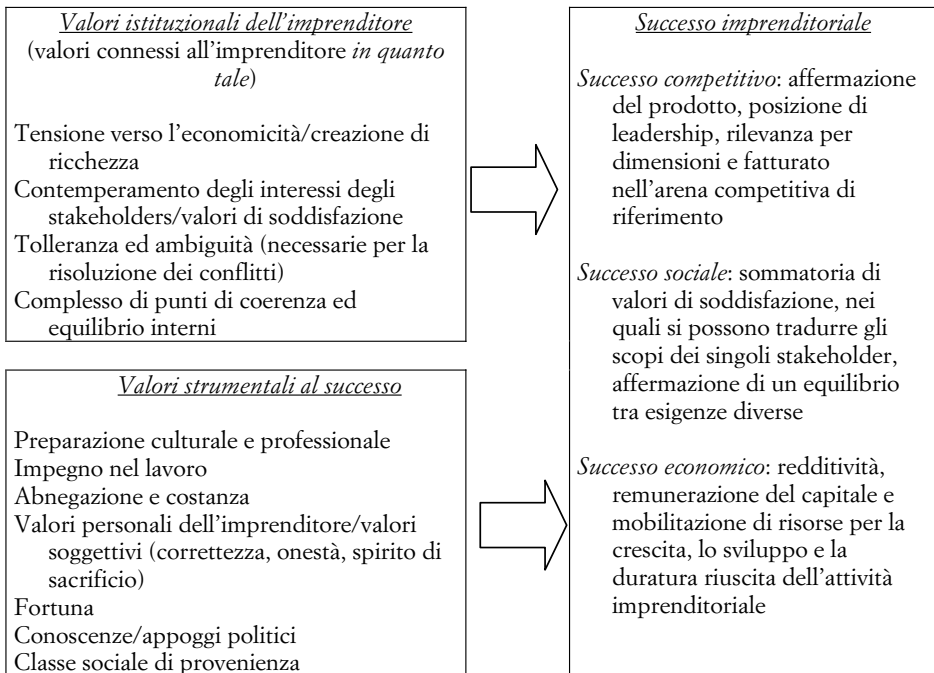 Valori istituzionali dell'imprenditore
(valori connessi all'imprenditore in quanto
tale)
Tensione verso l'economicità/creazione di
ricchezza
Contemperamento degli interessi degli
stakeholders/valori di soddisfazione
Tolleranza ed ambiguità (necessarie per la
risoluzione dei conflitti)
Complesso di punti di coerenza ed
equilibrio interni
Valori strumentali al successo
Preparazione culturale e professionale
Impegno nel lavoro
Abnegazione e costanza
Valori personali dell'imprenditore/valori
soggettivi (correttezza, onestà, spirito di
sacrificio)
Fortuna
Conoscenze/appoggi politici
Classe sociale di provenienza
Successo imprenditoriale
Successo competitivo: affermazione
del prodotto, posizione di
leadership, rilevanza per
dimensioni e fatturato
nell'arena competitiva di
riferimento
Successo sociale: sommatoria di
valori di soddisfazione, nei
quali si possono tradurre gli
scopi dei singoli stakeholder,
affermazione di un equilibrio
tra esigenze diverse
Successo economico: redditività,
remunerazione del capitale e
mobilitazione di risorse per la
crescita, lo sviluppo e la
duratura riuscita dell'attività
imprenditoriale